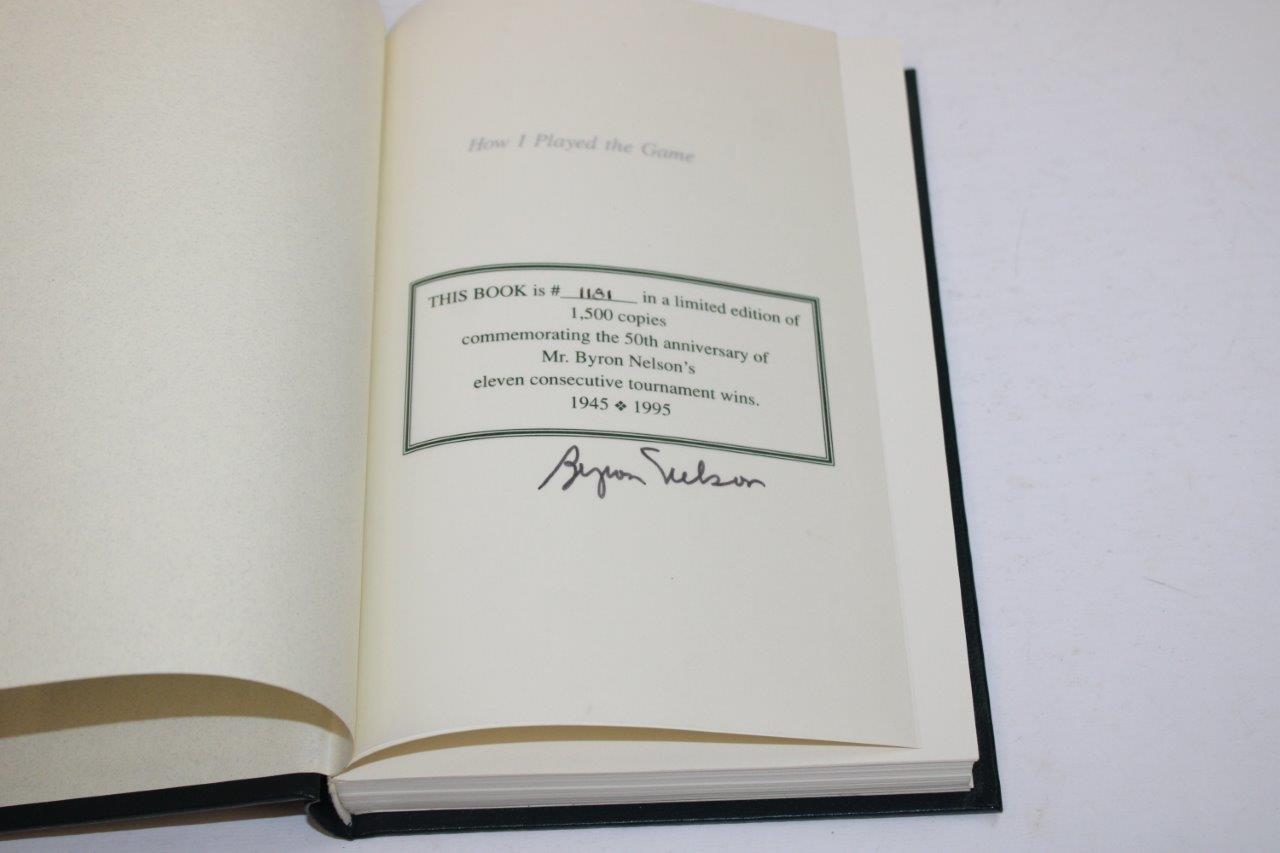 How I Played the Game
THIS BOOK is # 1181 in a limited edition of
1,500 copies
commemorating the 50th anniversary of
Mr. Byron Nelson's
eleven consecutive tournament wins.
1945 ❖ 1995
Byron Nelson